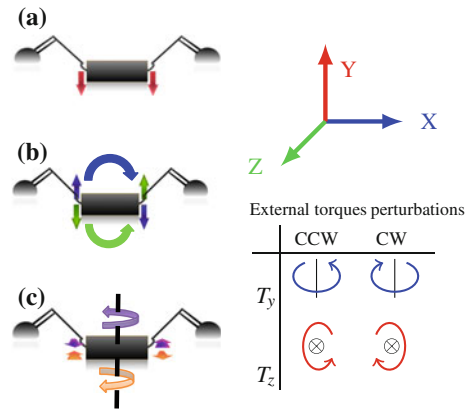 (a)
Y
X
Z
(b)
External torques perturbations
CCW CW
T_y
(c)
T_z